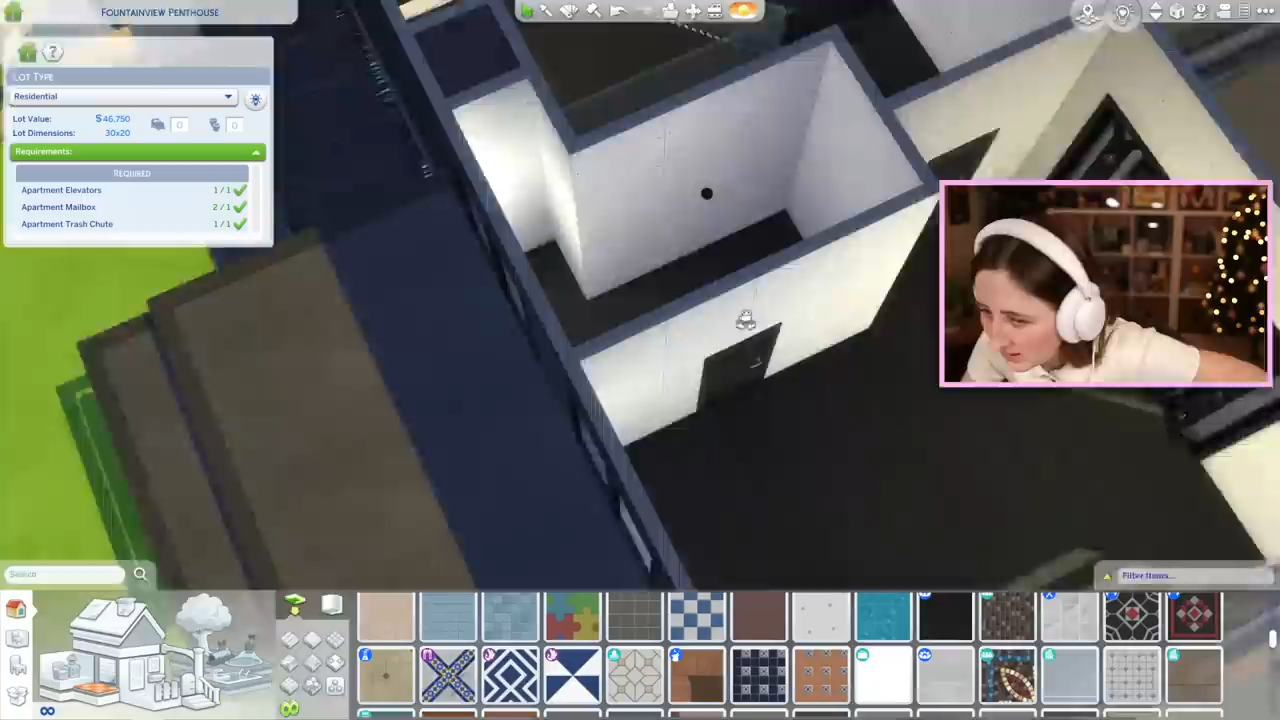 Fountainview Penthouse
Lot Type
Residential
Lot Value: $46,750
Lot Dimensions: 30x20
0
0
Requirements:
Required
Apartment Elevators 1/1
Apartment Mailbox 2/1
Apartment Trash Chute 1/1
Search
Filter Items...